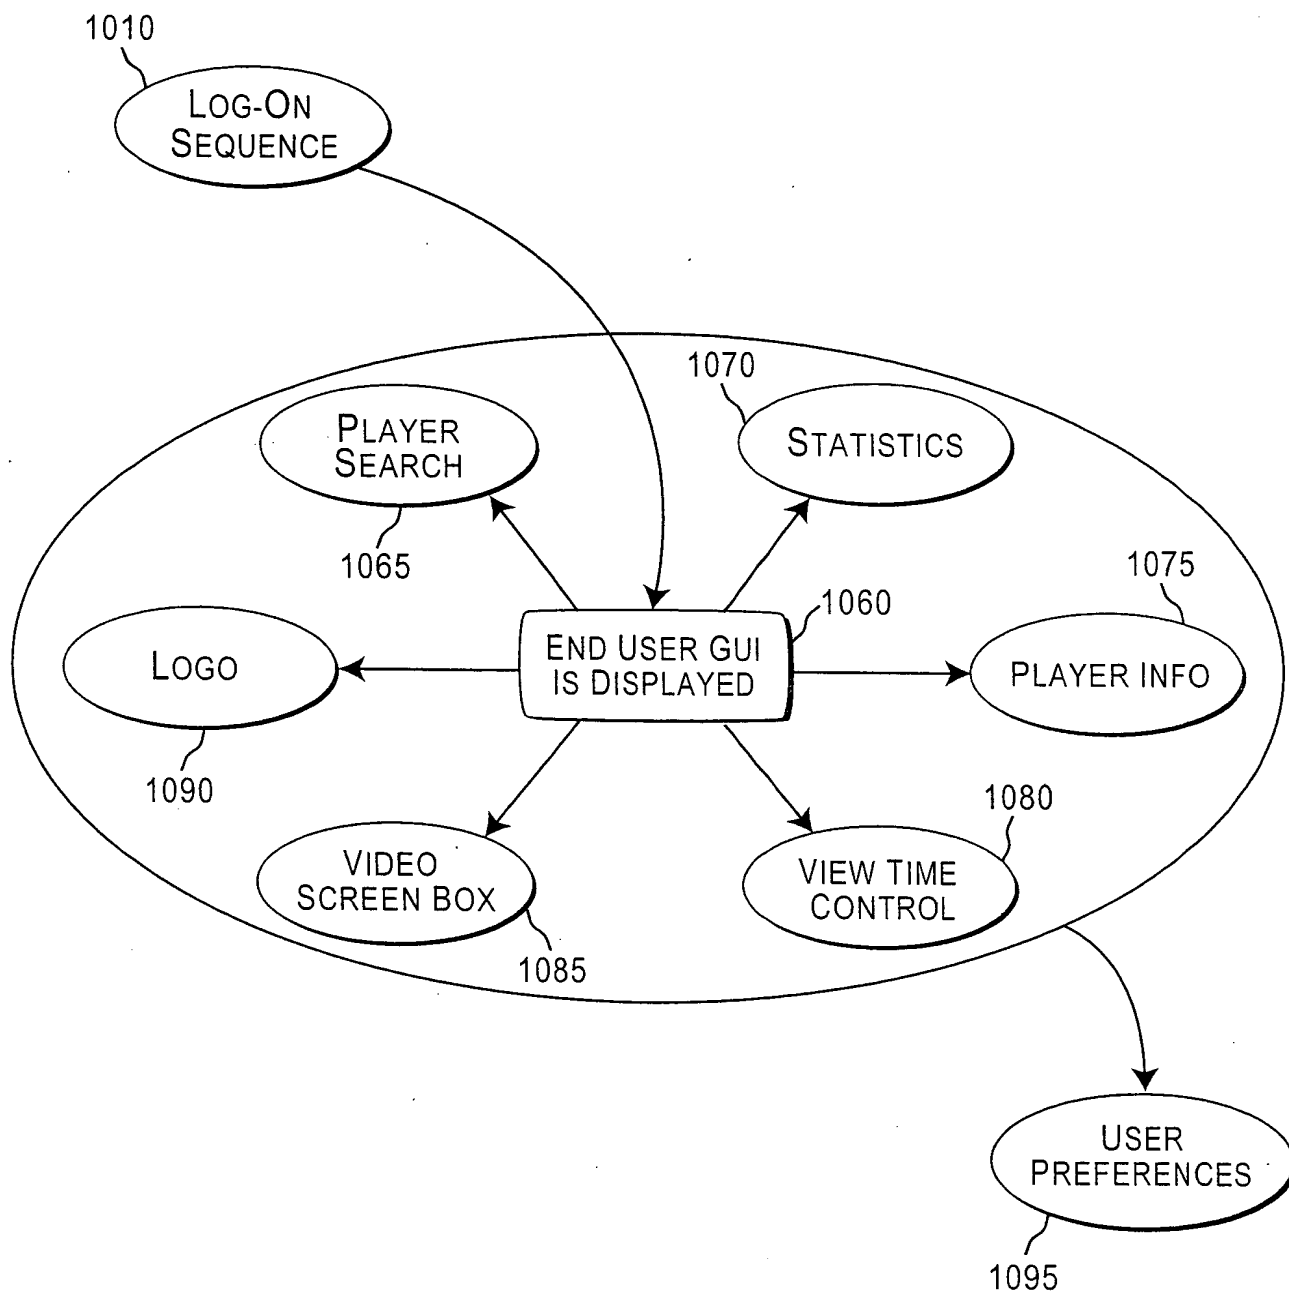 1010
LOG-ON
SEQUENCE
1070
PLAYER
SEARCH
STATISTICS
1065
1075
1060
END USER GUI
IS DISPLAYED
LOGO
PLAYER INFO
1090
1080
VIDEO
SCREEN BOX
VIEW TIME
CONTROL
1085
USER
PREFERENCES
1095